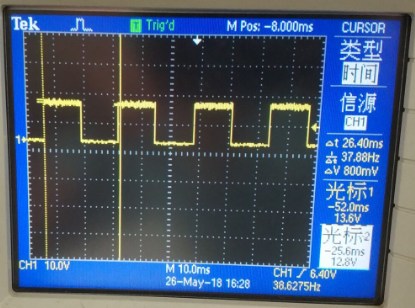 Tek T Trig'd M Pos: -8.000ms CURSOR
类型
时间
信源
CH1
1+
Δt 26.40ms
1/Δt 37.88Hz
ΔV 800mV
光标1
-52.0ms
13.6V
光标2
-25.6ms
12.8V
CH1 10.0V M 10.0ms CH1 ∫ 6.40V
26-May-18 16:28 38.6275Hz